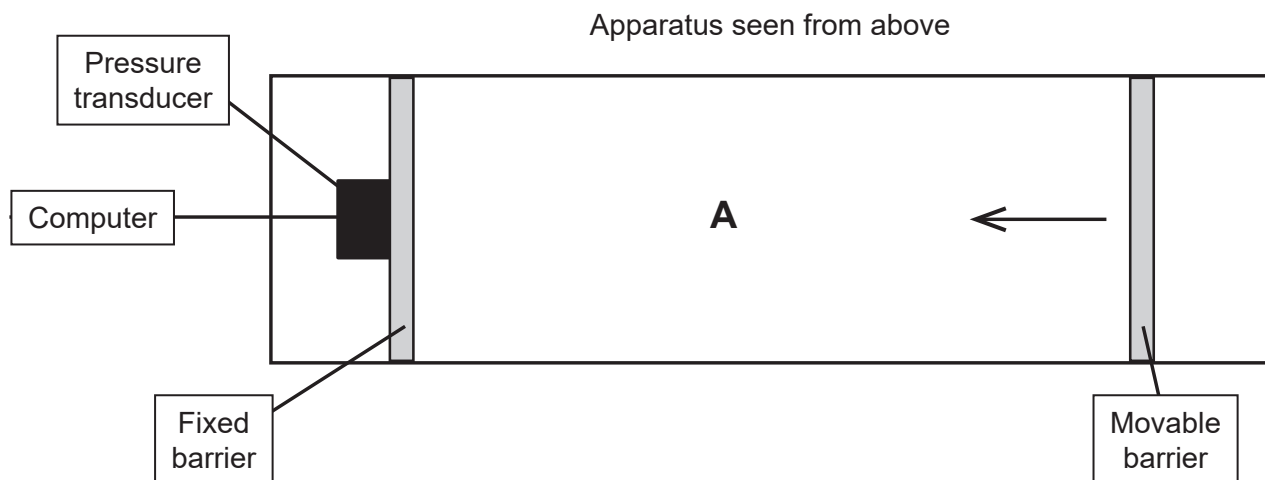 Apparatus seen from above
Pressure
transducer
Computer
A
Fixed
barrier
Movable
barrier